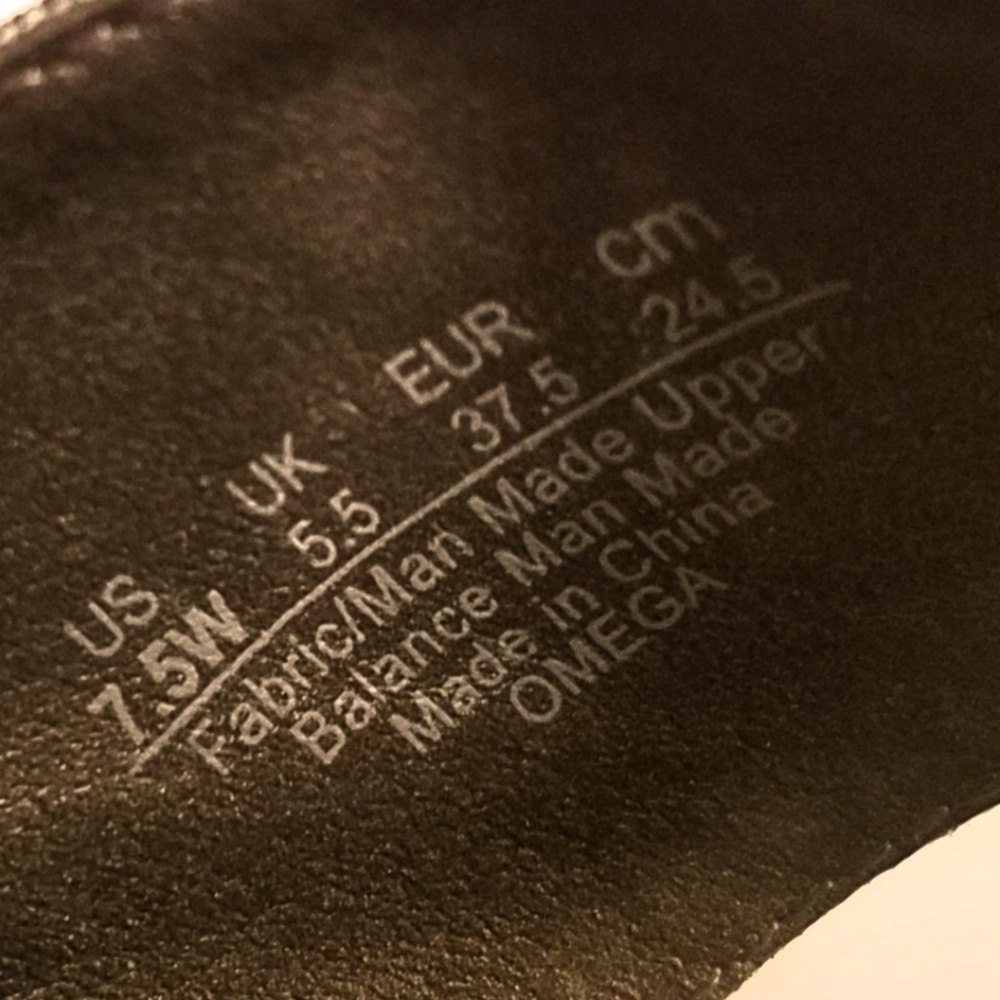 US UK EUR cm
7.5W 5.5 37.5 24.5
Fabric/Man Made Upper
Balance Man Made
Made in China
OMEGA